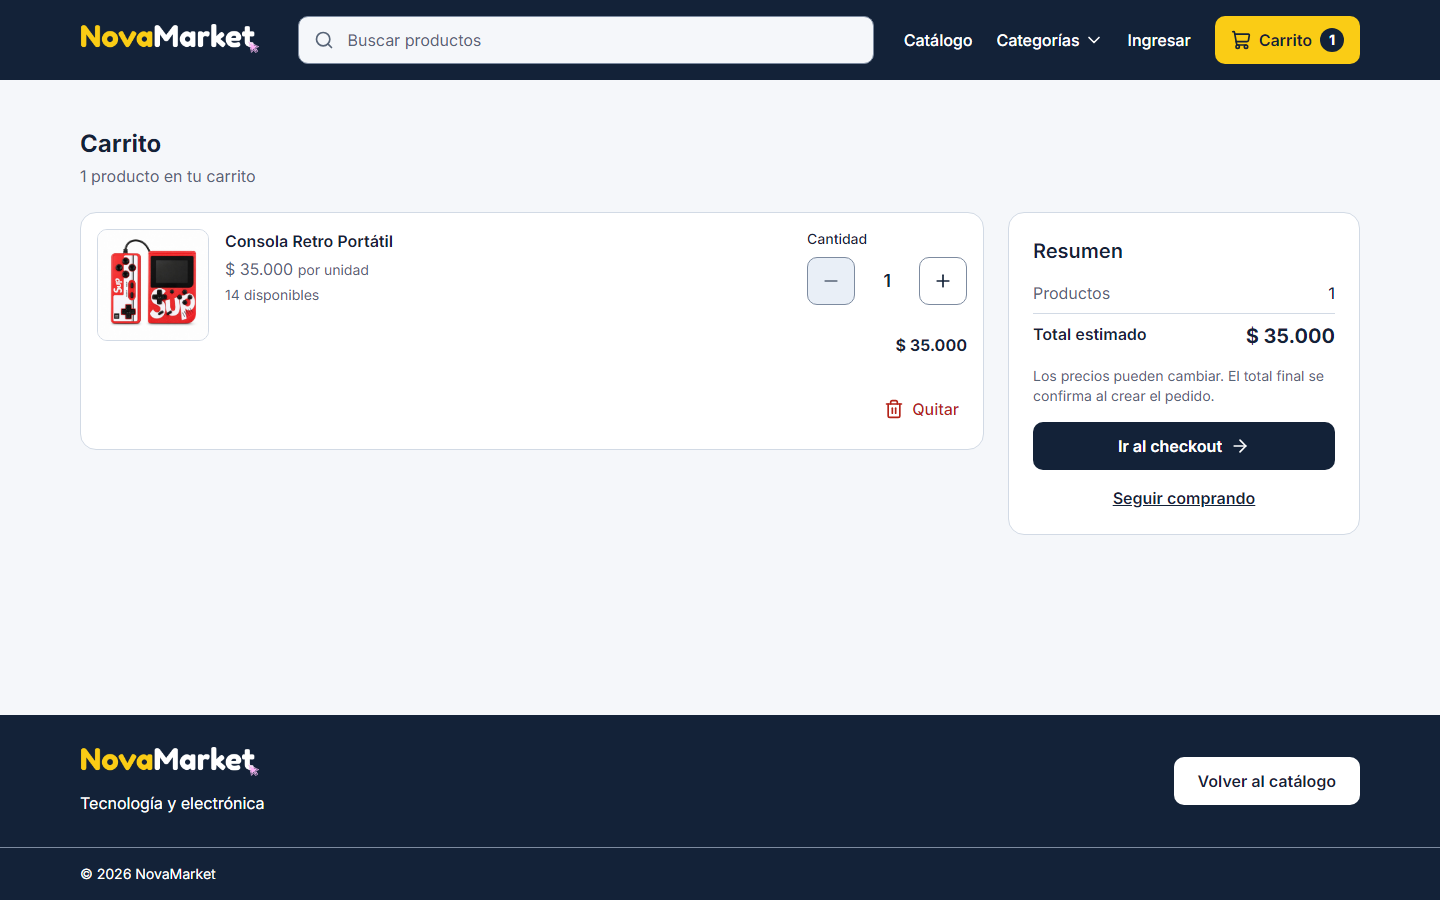 NovaMarket
Buscar productos
Catálogo
Categorías
Ingresar
Carrito 1
Carrito
1 producto en tu carrito
Sup
SUP
Consola Retro Portátil
$ 35.000 por unidad
14 disponibles
Cantidad
1
$ 35.000
Quitar
Resumen
Productos 1
Total estimado $ 35.000
Los precios pueden cambiar. El total final se
confirma al crear el pedido.
Ir al checkout
Seguir comprando
NovaMarket
Tecnología y electrónica
Volver al catálogo
© 2026 NovaMarket